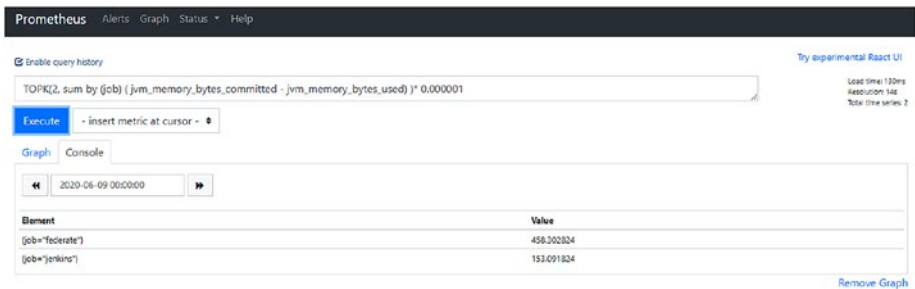 Prometheus Alerts Graph Status Help
Enable query history
Try experimental React UI
TOPK(2, sum by (job) ( jvm_memory_bytes_committed - jvm_memory_bytes_used) )* 0.000001
Load time: 130ms
Resolution: 14s
Total time series: 2
Execute
- insert metric at cursor -
Graph Console
2020-06-09 00:00:00
Element Value
{job="federate"} 458.302824
{job="jenkins"} 153.091824
Remove Graph